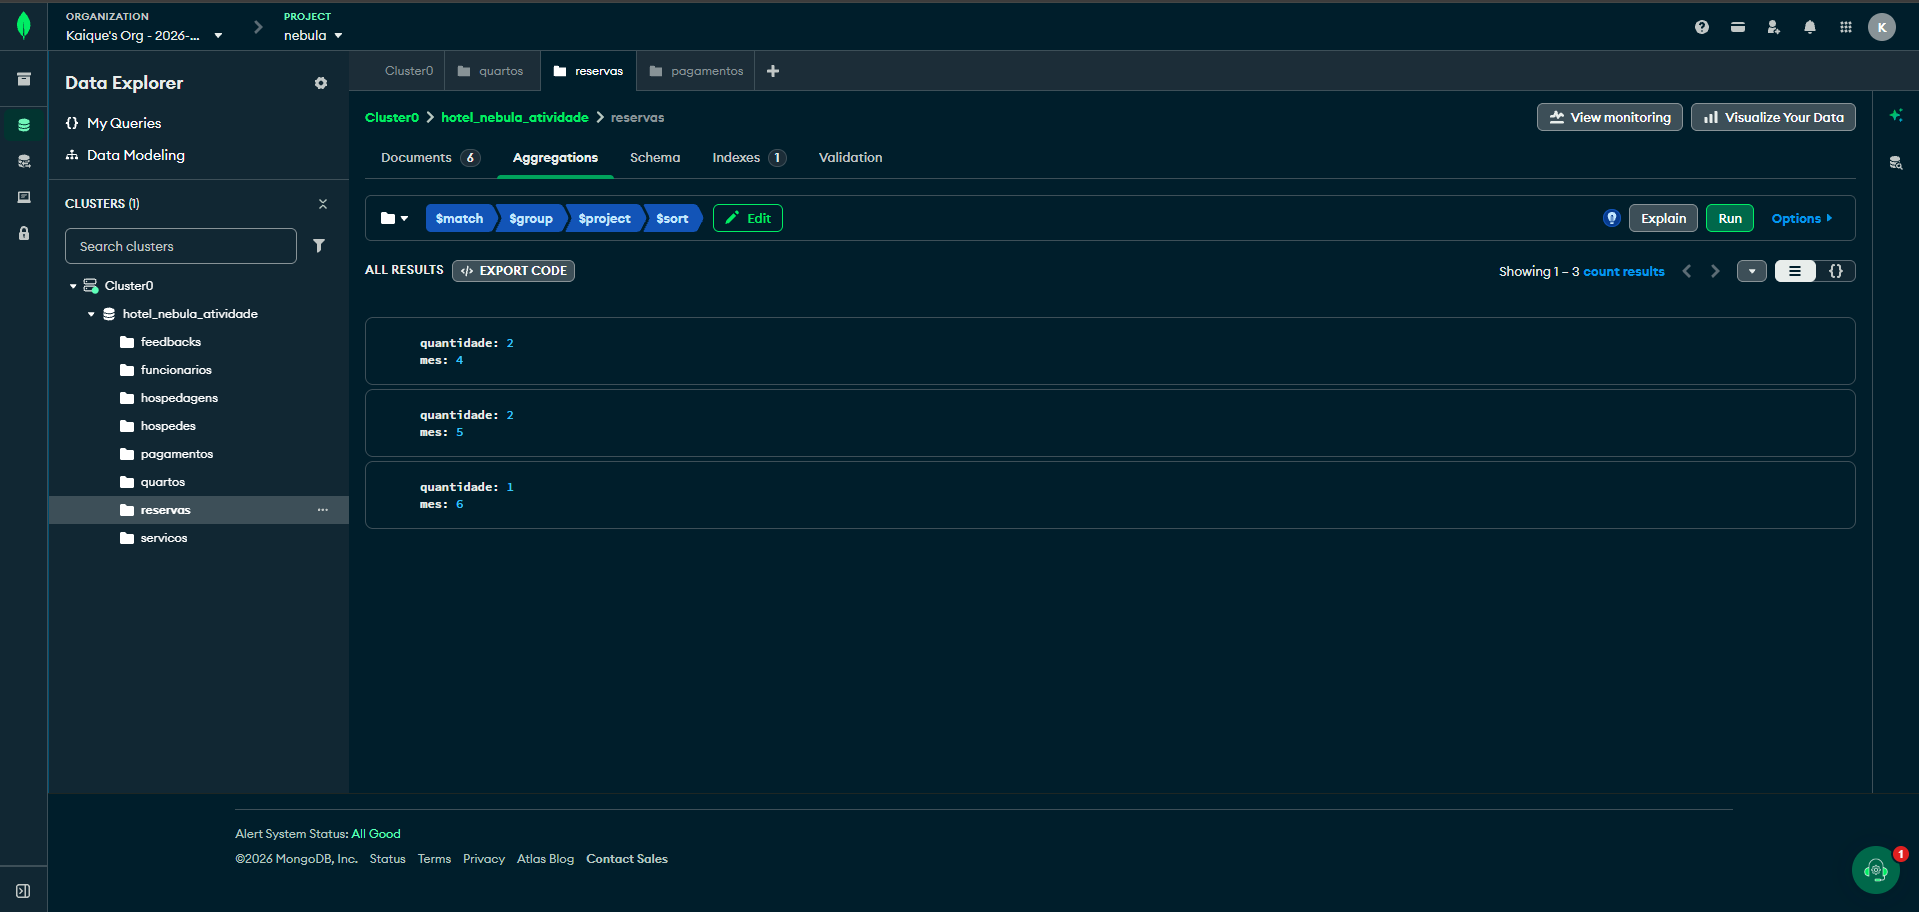 ORGANIZATION
Kaique's Org - 2026-...
PROJECT
nebula
K
Data Explorer
My Queries
Data Modeling
CLUSTERS (1)
Search clusters
Cluster0
hotel_nebula_atividade
feedbacks
funcionarios
hospedagens
hospedes
pagamentos
quartos
reservas
servicos
Cluster0
quartos
reservas
pagamentos
Cluster0 > hotel_nebula_atividade > reservas
View monitoring
Visualize Your Data
Documents 6
Aggregations
Schema
Indexes 1
Validation
$match
$group
$project
$sort
Edit
Explain
Run
Options
ALL RESULTS
EXPORT CODE
Showing 1 – 3 count results
quantidade: 2
mes: 4
quantidade: 2
mes: 5
quantidade: 1
mes: 6
Alert System Status: All Good
©2026 MongoDB, Inc. Status Terms Privacy Atlas Blog Contact Sales
1